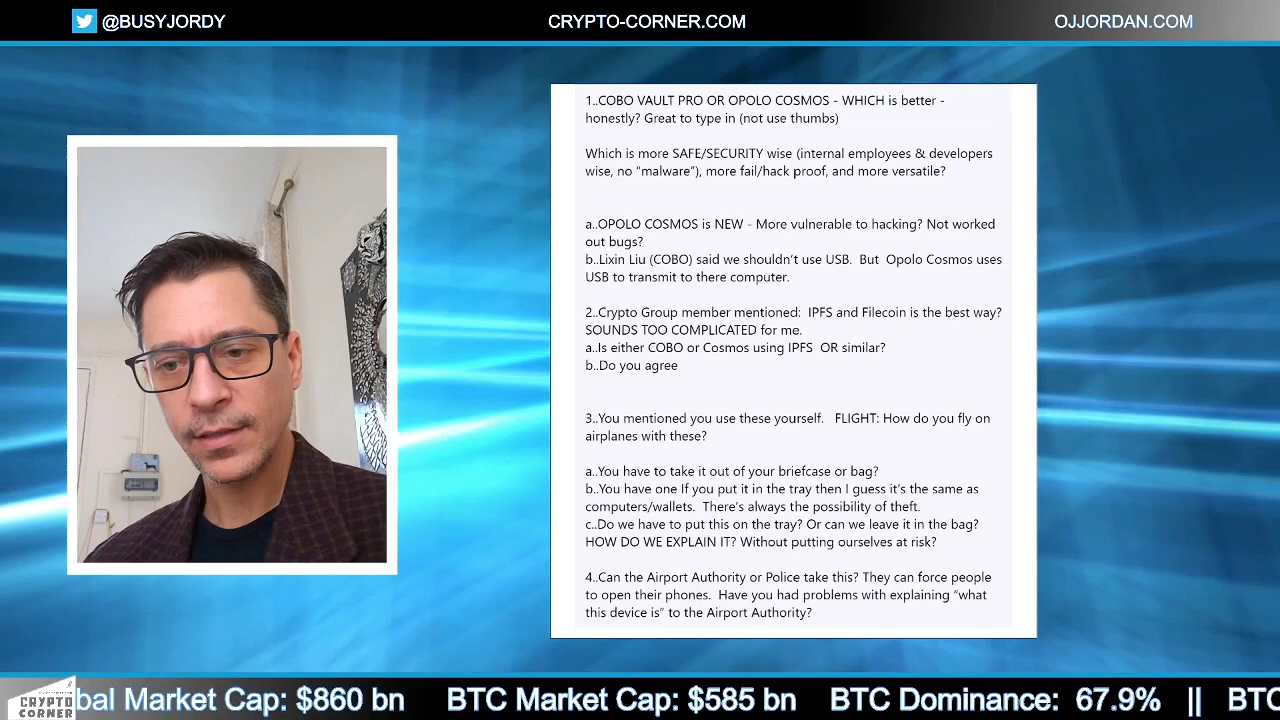 @BUSYJORDY
CRYPTO-CORNER.COM
OJJORDAN.COM
1..COBO VAULT PRO OR OPOLO COSMOS - WHICH is better -
honestly? Great to type in (not use thumbs)
Which is more SAFE/SECURITY wise (internal employees & developers
wise, no "malware"), more fail/hack proof, and more versatile?
a..OPOLO COSMOS is NEW - More vulnerable to hacking? Not worked
out bugs?
b..Lixin Liu (COBO) said we shouldn't use USB.  But  Opolo Cosmos uses
USB to transmit to there computer.
2..Crypto Group member mentioned:  IPFS and Filecoin is the best way?
SOUNDS TOO COMPLICATED for me.
a..Is either COBO or Cosmos using IPFS  OR similar?
b..Do you agree
3..You mentioned you use these yourself.   FLIGHT: How do you fly on
airplanes with these?
a..You have to take it out of your briefcase or bag?
b..You have one If you put it in the tray then I guess it's the same as
computers/wallets.  There's always the possibility of theft.
c..Do we have to put this on the tray? Or can we leave it in the bag?
HOW DO WE EXPLAIN IT? Without putting ourselves at risk?
4..Can the Airport Authority or Police take this? They can force people
to open their phones.  Have you had problems with explaining "what
this device is" to the Airport Authority?
CRYPTO
CORNER
bal Market Cap: $860 bn BTC Market Cap: $585 bn BTC Dominance: 67.9% || BTC